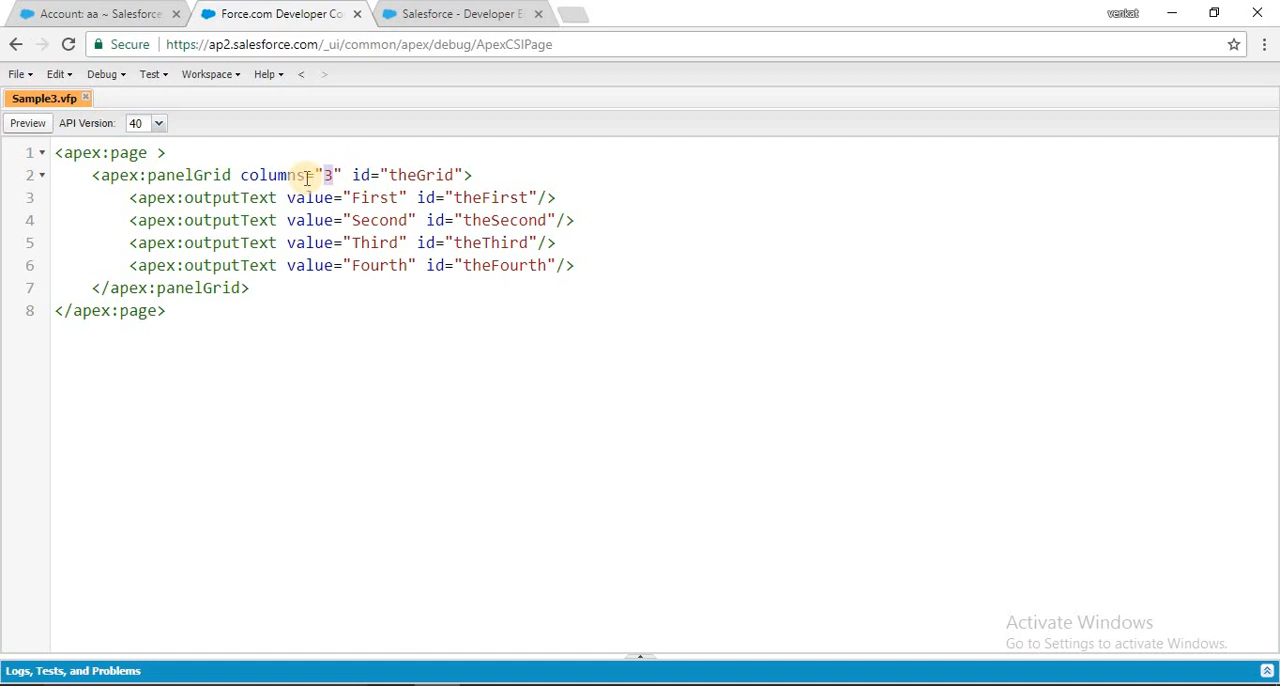 Account: aa ~ Salesforce
Force.com Developer Co
Salesforce - Developer E
venkat
Secure
https://ap2.salesforce.com/_ui/common/apex/debug/ApexCSIPage
File Edit Debug Test Workspace Help < >
Sample3.vfp
Preview API Version: 40
1 <apex:page >
2 <apex:panelGrid columns="3" id="theGrid">
3 <apex:outputText value="First" id="theFirst"/>
4 <apex:outputText value="Second" id="theSecond"/>
5 <apex:outputText value="Third" id="theThird"/>
6 <apex:outputText value="Fourth" id="theFourth"/>
7 </apex:panelGrid>
8 </apex:page>
Activate Windows
Go to Settings to activate Windows.
Logs, Tests, and Problems